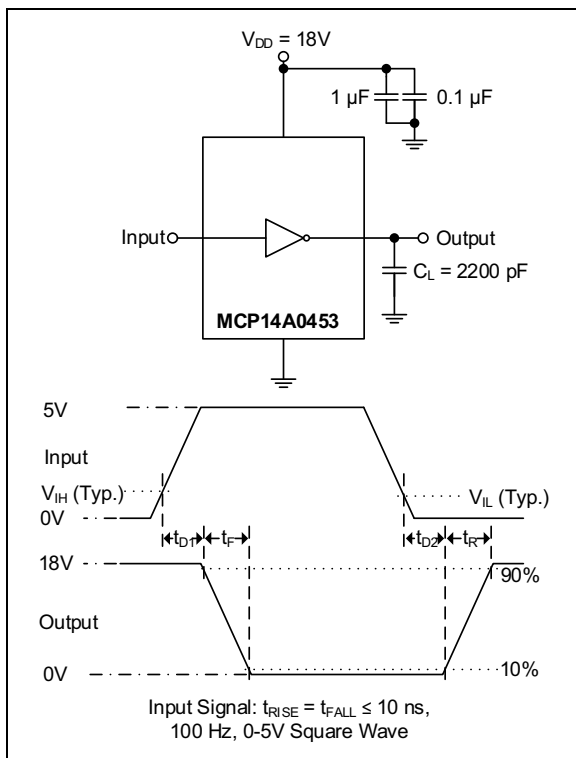 V_DD = 18V
1 µF 0.1 µF
Input Output
C_L = 2200 pF
MCP14A0453
5V
Input
V_IH (Typ.) V_IL (Typ.)
0V
t_D1 t_F t_D2 t_R
18V 90%
Output
0V 10%
Input Signal: t_RISE = t_FALL ≤ 10 ns,
100 Hz, 0-5V Square Wave